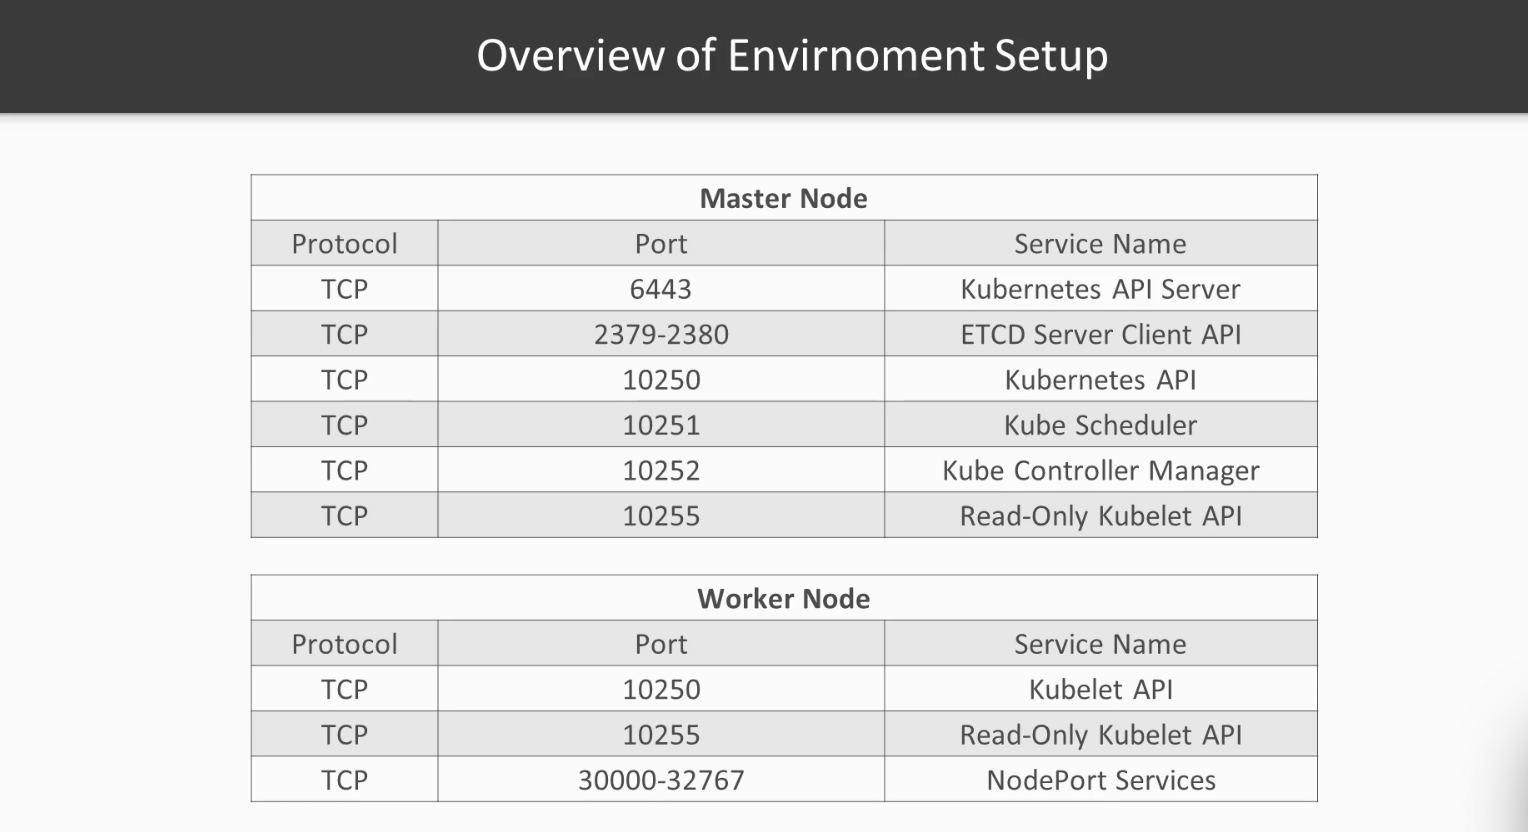 Overview of Envirnoment Setup
Master Node
Protocol Port Service Name
TCP 6443 Kubernetes API Server
TCP 2379-2380 ETCD Server Client API
TCP 10250 Kubernetes API
TCP 10251 Kube Scheduler
TCP 10252 Kube Controller Manager
TCP 10255 Read-Only Kubelet API
Worker Node
Protocol Port Service Name
TCP 10250 Kubelet API
TCP 10255 Read-Only Kubelet API
TCP 30000-32767 NodePort Services